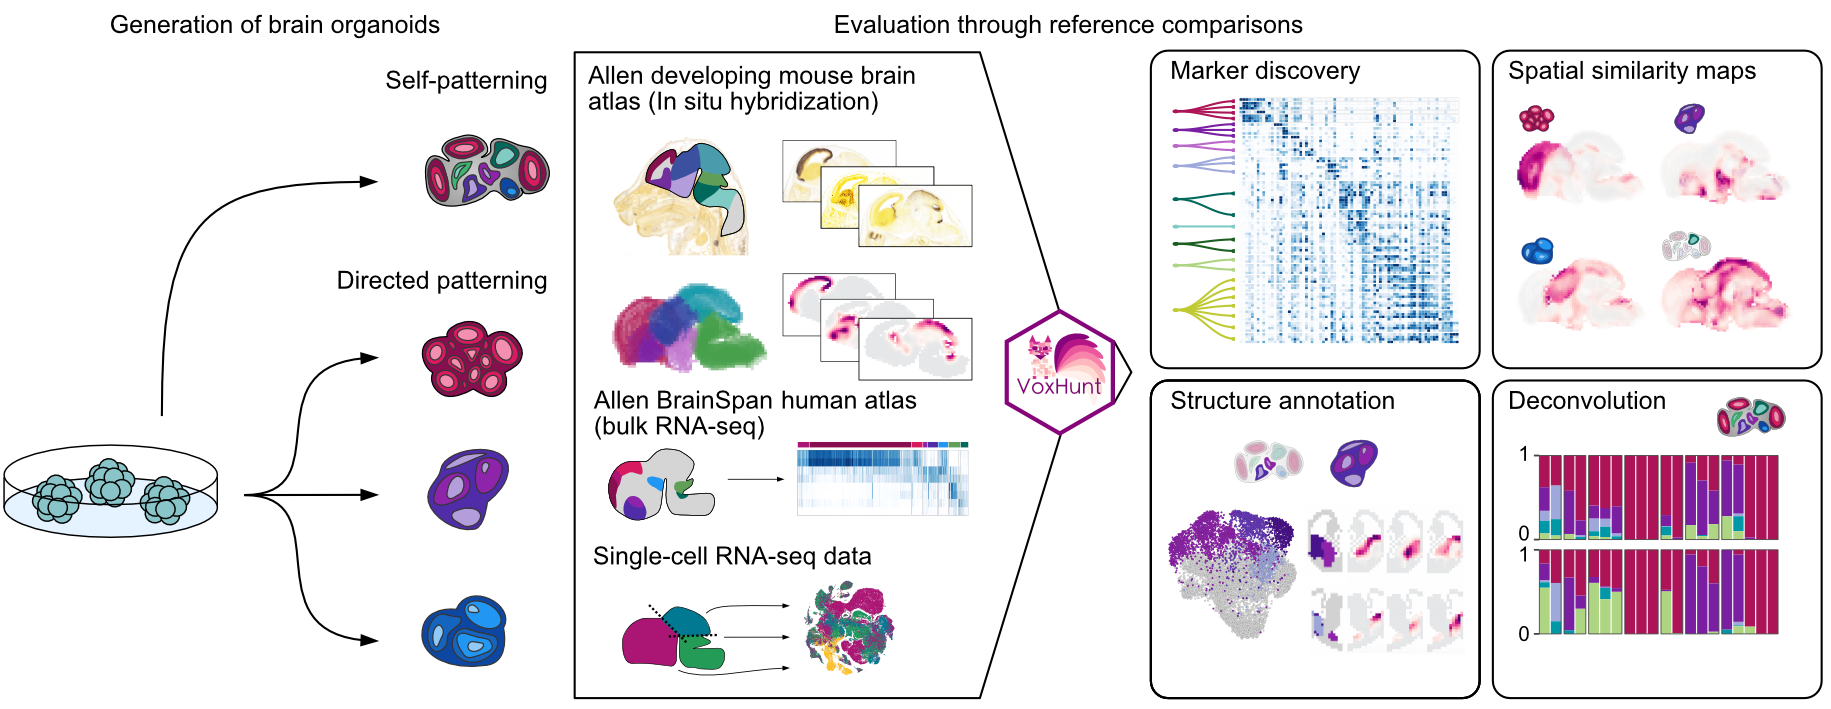 Generation of brain organoids
Evaluation through reference comparisons
Self-patterning
Directed patterning
Allen developing mouse brain
atlas (In situ hybridization)
Allen BrainSpan human atlas
(bulk RNA-seq)
Single-cell RNA-seq data
VoxHunt
Marker discovery
Spatial similarity maps
Structure annotation
Deconvolution
1
0
1
0